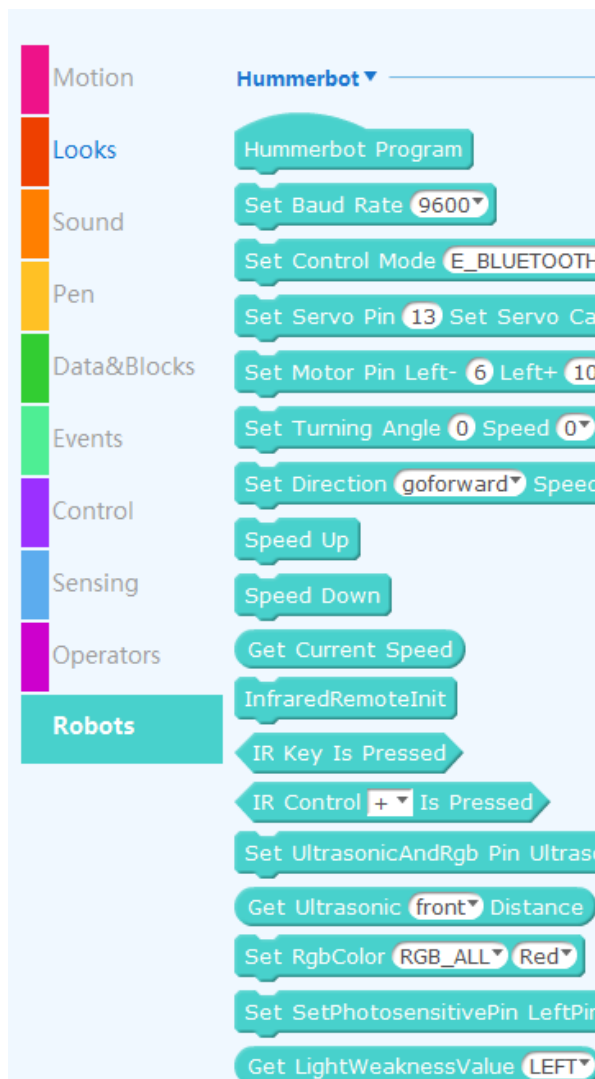 Motion
Looks
Sound
Pen
Data&Blocks
Events
Control
Sensing
Operators
Robots
Hummerbot
Hummerbot Program
Set Baud Rate 9600
Set Control Mode E_BLUETOOTH
Set Servo Pin 13 Set Servo Ca
Set Motor Pin Left- 6 Left+ 10
Set Turning Angle 0 Speed 0
Set Direction goforward Speed
Speed Up
Speed Down
Get Current Speed
InfraredRemoteInit
IR Key Is Pressed
IR Control + Is Pressed
Set UltrasonicAndRgb Pin Ultraso
Get Ultrasonic front Distance
Set RgbColor RGB_ALL Red
Set SetPhotosensitivePin LeftPin
Get LightWeaknessValue LEFT